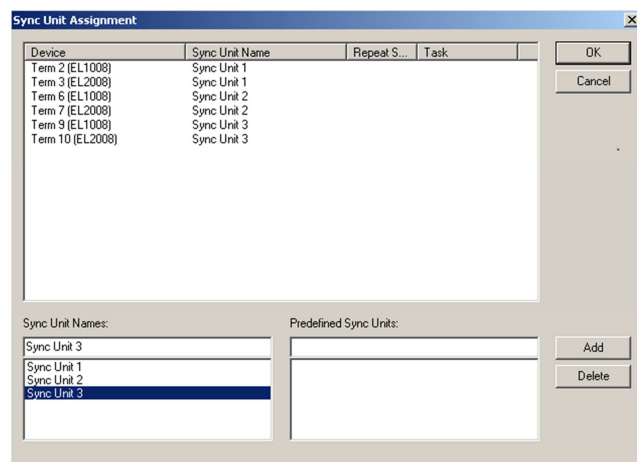 Sync Unit Assignment
Device Sync Unit Name Repeat S... Task
Term 2 (EL1008) Sync Unit 1
Term 3 (EL2008) Sync Unit 1
Term 6 (EL1008) Sync Unit 2
Term 7 (EL2008) Sync Unit 2
Term 9 (EL1008) Sync Unit 3
Term 10 (EL2008) Sync Unit 3
OK
Cancel
Sync Unit Names: Predefined Sync Units:
Sync Unit 3
Sync Unit 1
Sync Unit 2
Sync Unit 3
Add
Delete